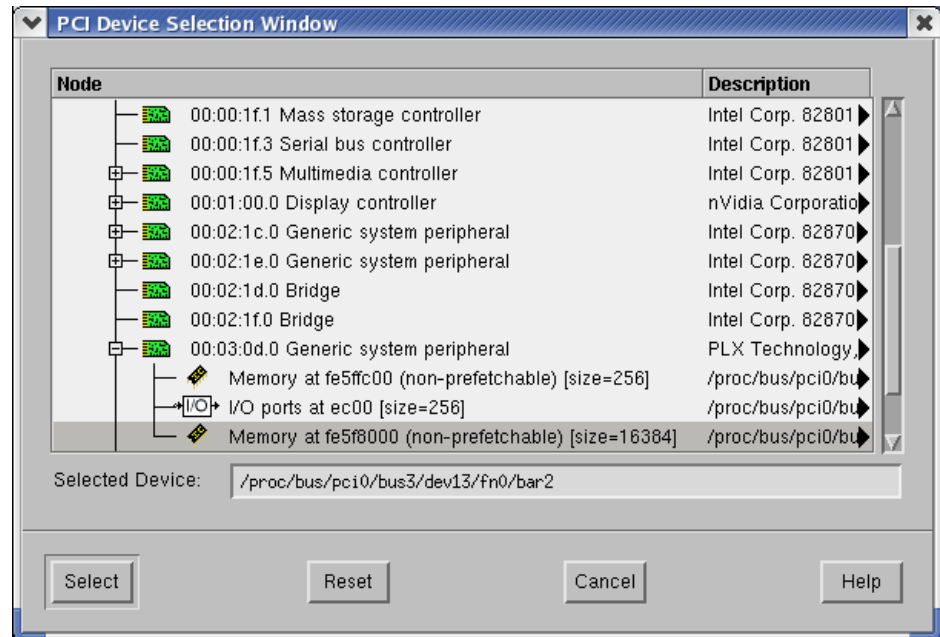 PCI Device Selection Window
Node Description
00:00:1f.1 Mass storage controller Intel Corp. 82801
00:00:1f.3 Serial bus controller Intel Corp. 82801
00:00:1f.5 Multimedia controller Intel Corp. 82801
00:01:00.0 Display controller nVidia Corporatio
00:02:1c.0 Generic system peripheral Intel Corp. 82870
00:02:1e.0 Generic system peripheral Intel Corp. 82870
00:02:1d.0 Bridge Intel Corp. 82870
00:02:1f.0 Bridge Intel Corp. 82870
00:03:0d.0 Generic system peripheral PLX Technology,
Memory at fe5ffc00 (non-prefetchable) [size=256] /proc/bus/pci0/bu
I/O I/O ports at ec00 [size=256] /proc/bus/pci0/bu
Memory at fe5f8000 (non-prefetchable) [size=16384] /proc/bus/pci0/bu
Selected Device: /proc/bus/pci0/bus3/dev13/fn0/bar2
Select Reset Cancel Help